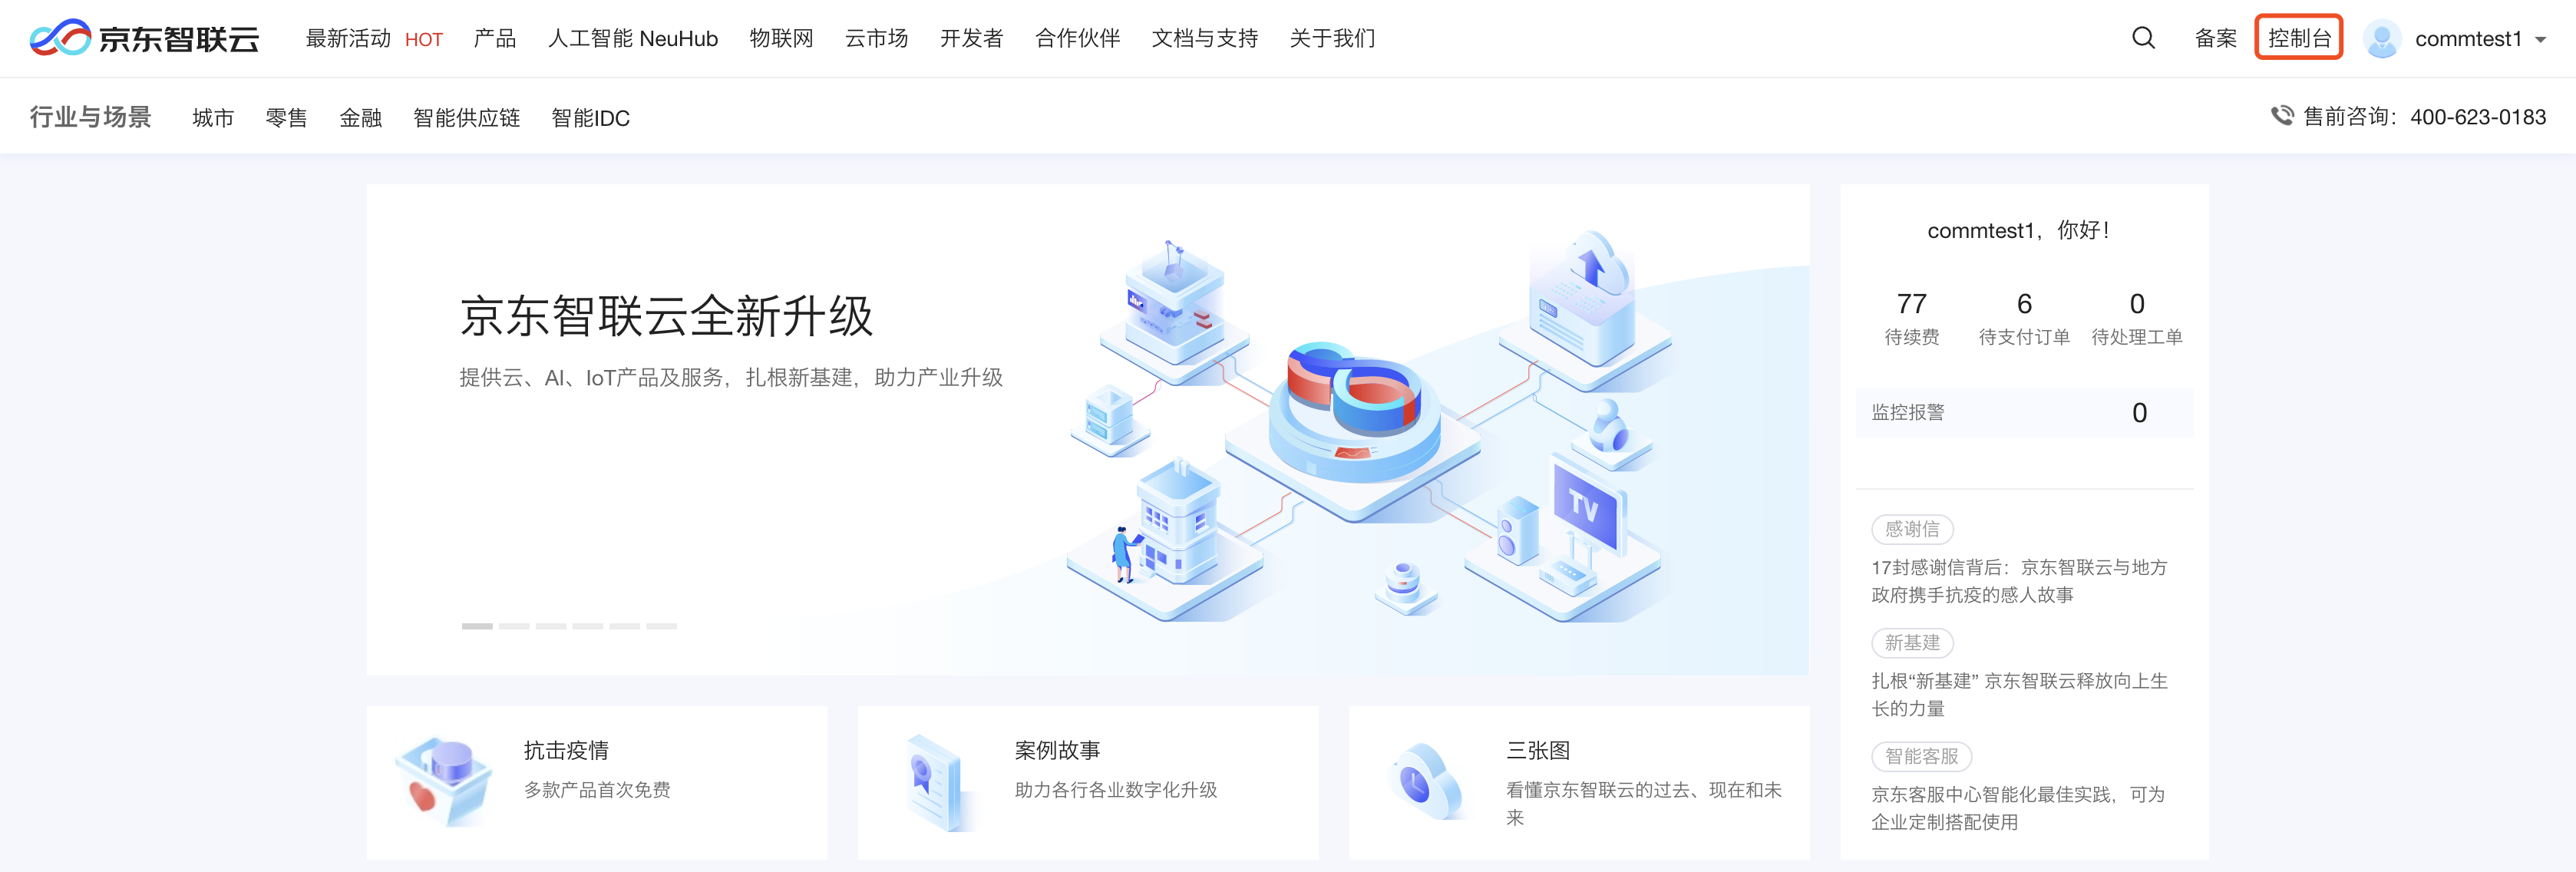 京东智联云
最新活动 HOT 产品 人工智能 NeuHub 物联网 云市场 开发者 合作伙伴 文档与支持 关于我们
备案 控制台 commtest1
行业与场景 城市 零售 金融 智能供应链 智能IDC
售前咨询：400-623-0183
京东智联云全新升级
提供云、AI、IoT产品及服务，扎根新基建，助力产业升级
TV
commtest1，你好！
77 6 0
待续费 待支付订单 待处理工单
监控报警 0
感谢信
17封感谢信背后：京东智联云与地方
政府携手抗疫的感人故事
新基建
扎根“新基建” 京东智联云释放向上生
长的力量
智能客服
京东客服中心智能化最佳实践，可为
企业定制搭配使用
抗击疫情
多款产品首次免费
案例故事
助力各行各业数字化升级
三张图
看懂京东智联云的过去、现在和未
来